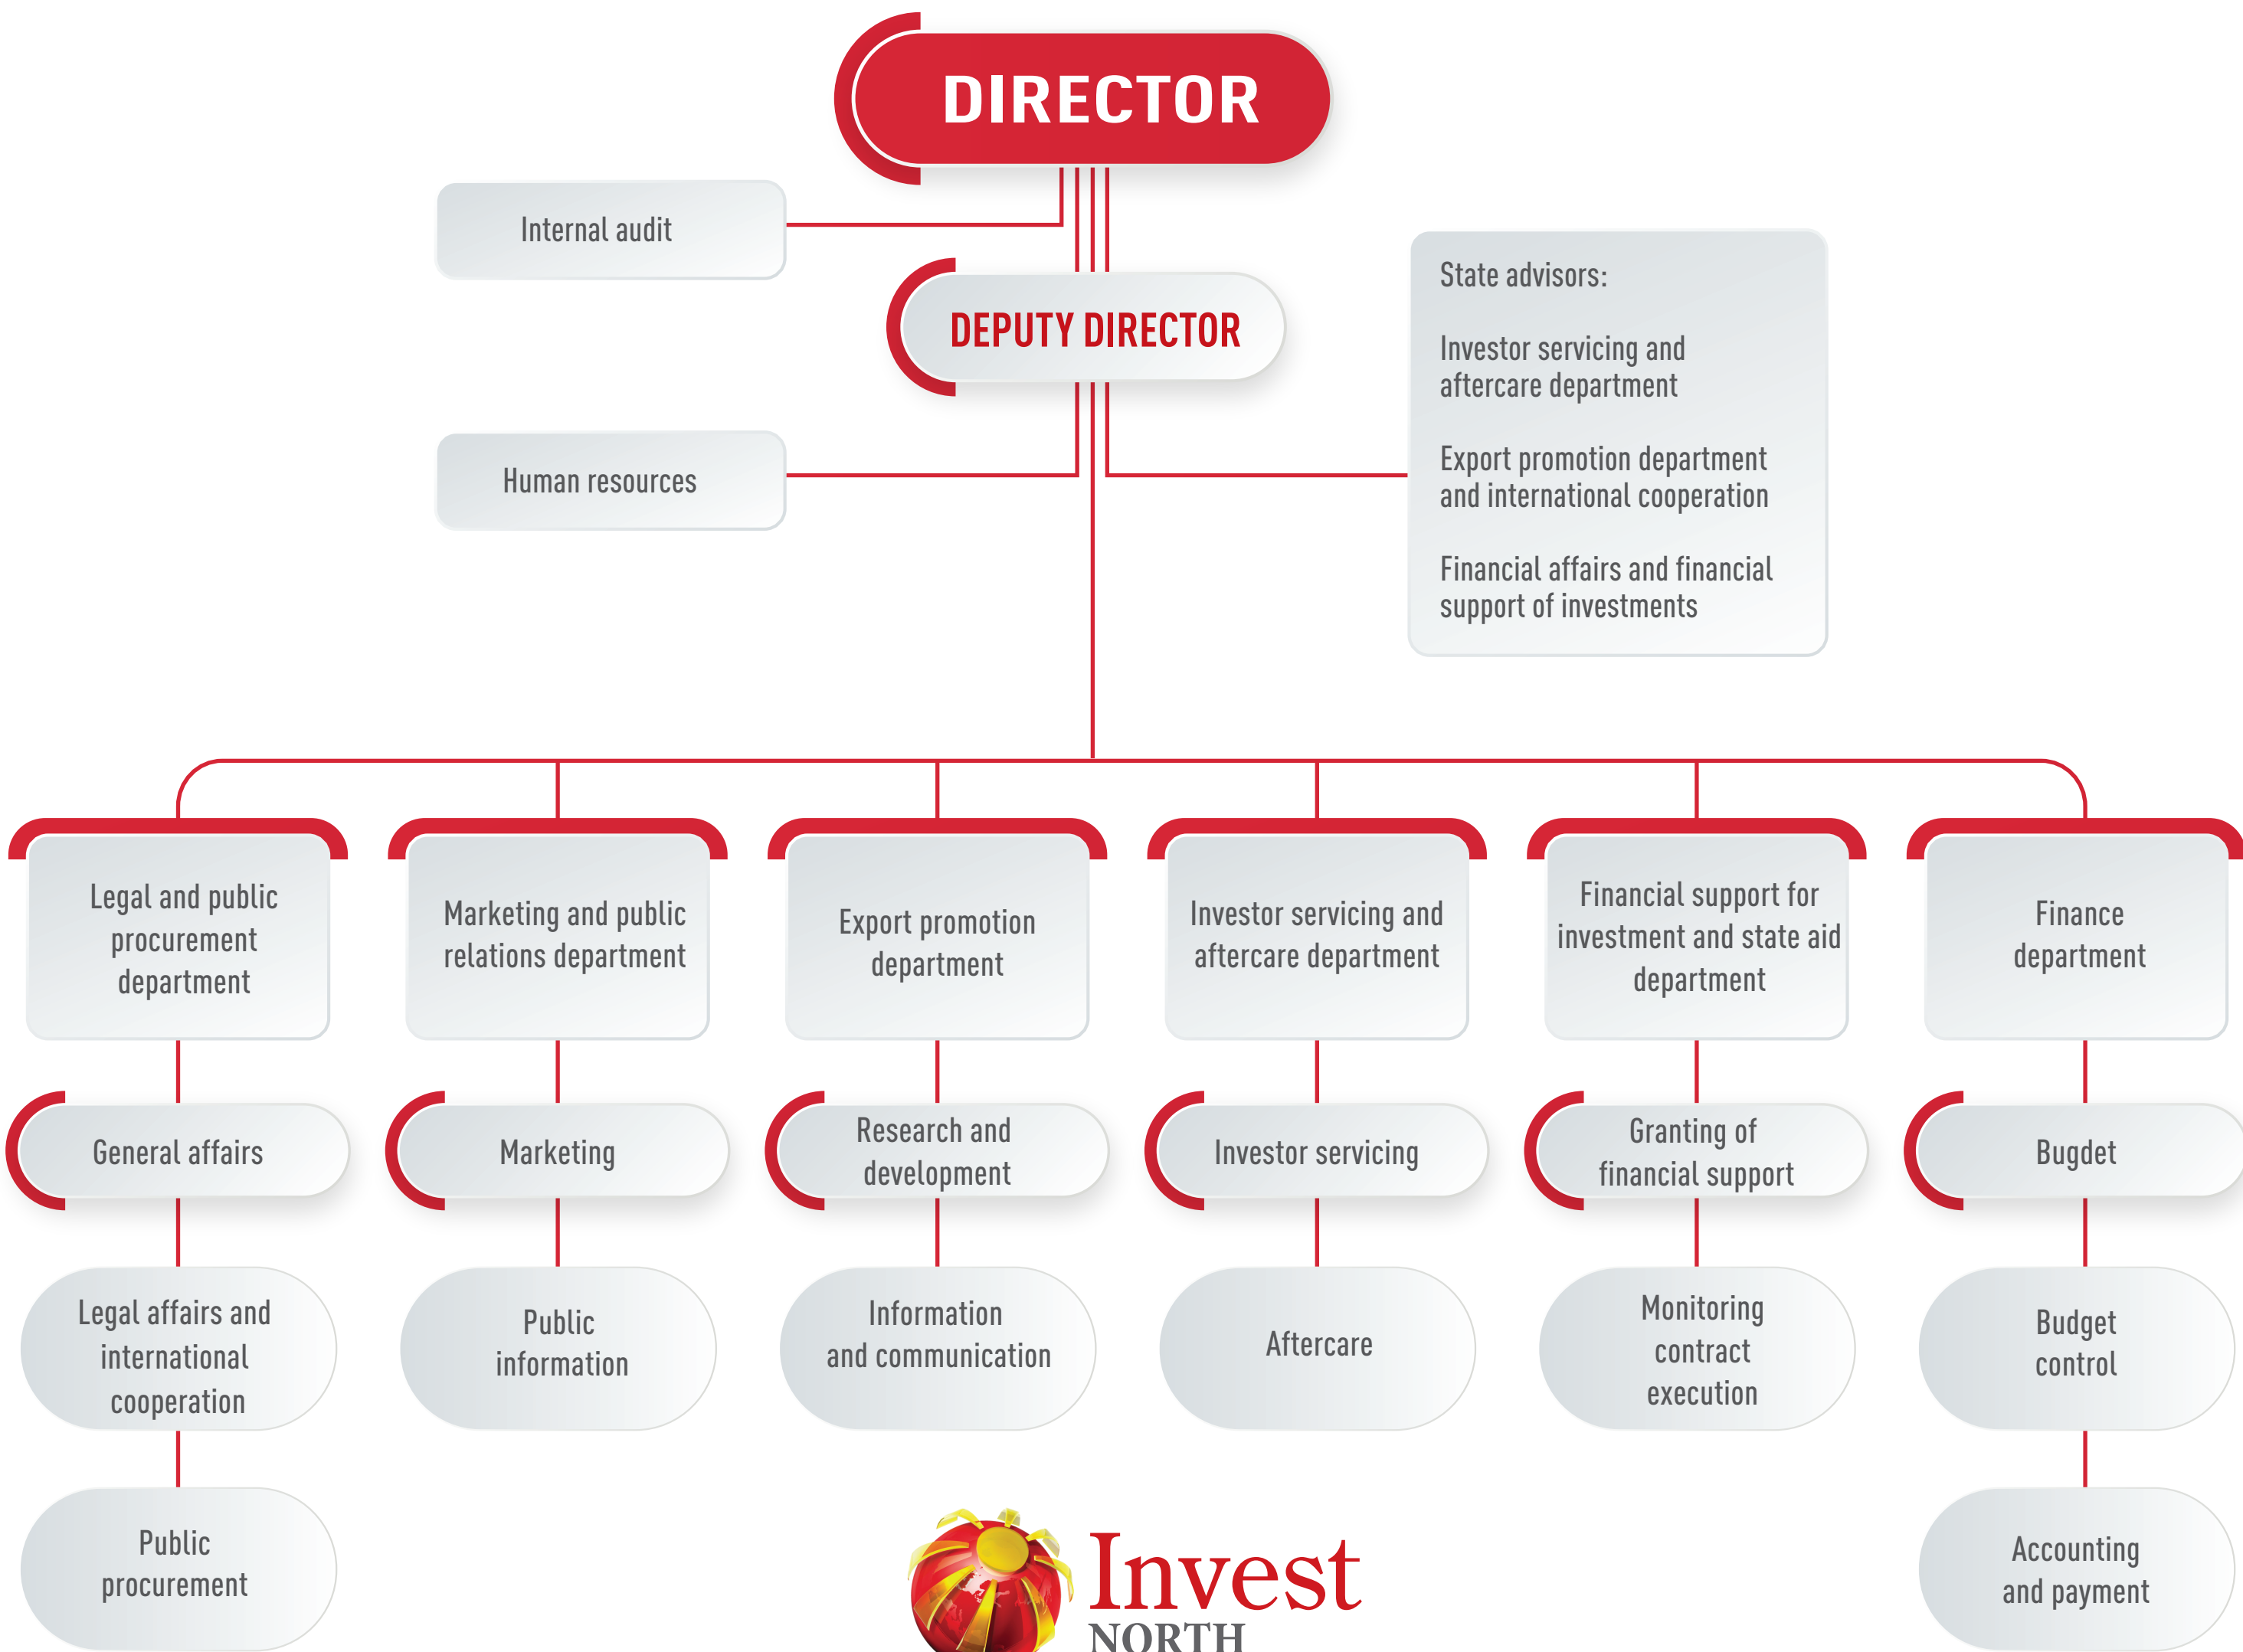 DIRECTOR
Internal audit
DEPUTY DIRECTOR
Human resources
State advisors:
Investor servicing and
aftercare department
Export promotion department
and international cooperation
Financial affairs and financial
support of investments
Legal and public
procurement
department
Marketing and public
relations department
Export promotion
department
Investor servicing and
aftercare department
Financial support for
investment and state aid
department
Finance
department
General affairs
Marketing
Research and
development
Investor servicing
Granting of
financial support
Bugdet
Legal affairs and
international
cooperation
Public
information
Information
and communication
Aftercare
Monitoring
contract
execution
Budget
control
Public
procurement
Accounting
and payment
Invest
NORTH